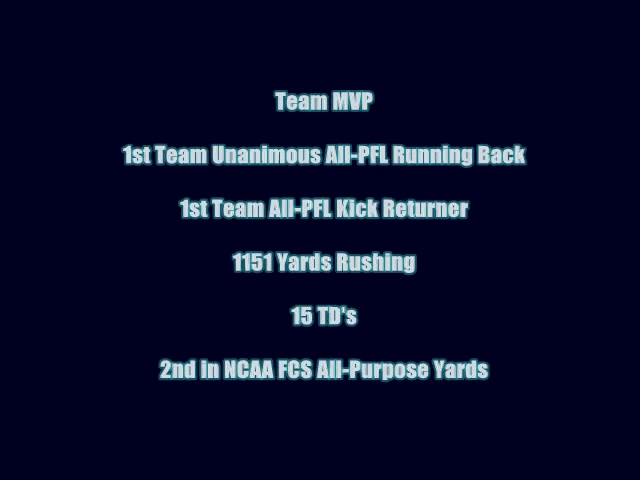 Team MVP
1st Team Unanimous All-PFL Running Back
1st Team All-PFL Kick Returner
1151 Yards Rushing
15 TD's
2nd in NCAA FCS All-Purpose Yards